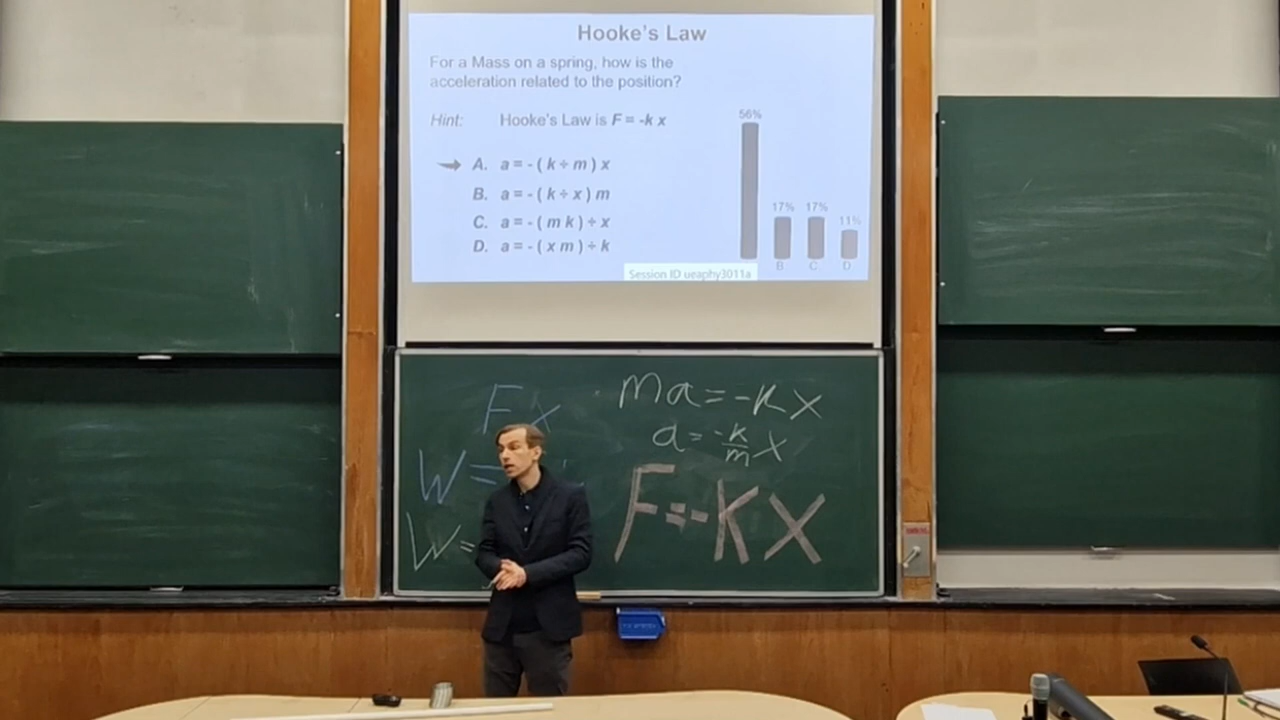 Hooke's Law
For a Mass on a spring, how is the
acceleration related to the position?
Hint: Hooke's Law is F = -k x
A. a = - ( k ÷ m ) x
B. a = - ( k ÷ x ) m
C. a = - ( m k ) ÷ x
D. a = - ( x m ) ÷ k
56%
17% 17%
11%
B C D
Session ID ueaphy3011a
Fx
W=
W=
ma=-kx
a=-k/m x
F=-Kx